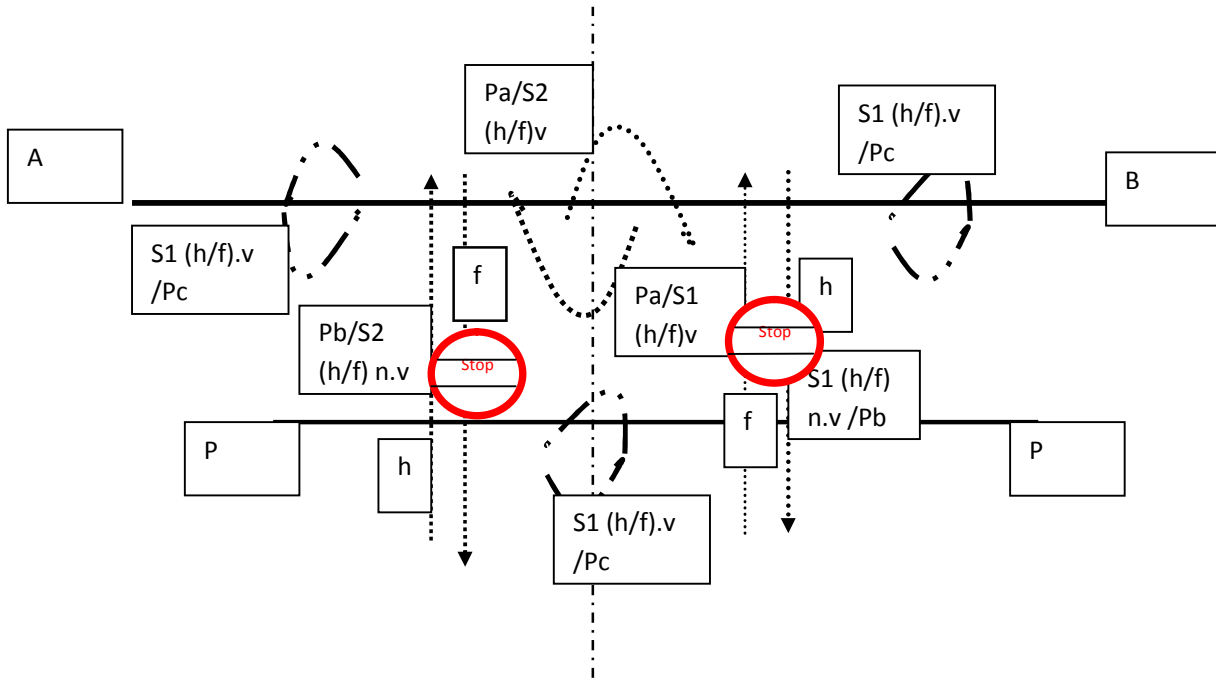 Pa/S2
(h/f)v
S1 (h/f).v
/Pc
A
B
S1 (h/f).v
/Pc
f
h
Pa/S1
(h/f)v
Pb/S2
(h/f) n.v
Stop
Stop
S1 (h/f)
n.v /Pb
P
h
f
P
S1 (h/f).v
/Pc